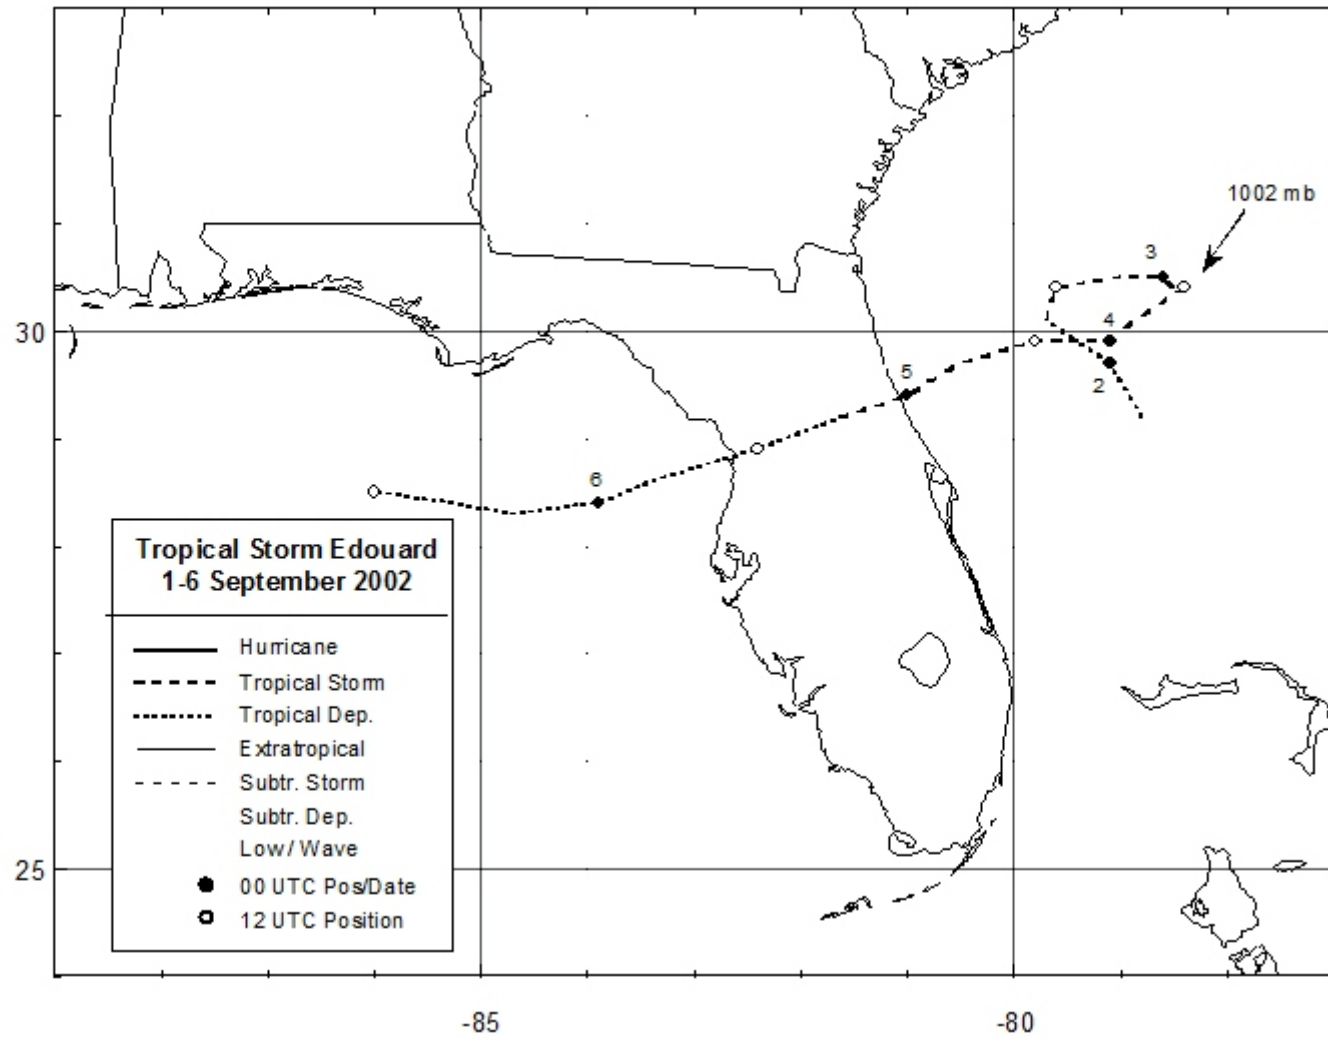 1002 mb
3
30
4
5
2
6
Tropical Storm Edouard
1-6 September 2002
Hurricane
Tropical Storm
Tropical Dep.
Extratropical
Subtr. Storm
Subtr. Dep.
Low / Wave
25
00 UTC Pos/Date
12 UTC Position
-85
-80